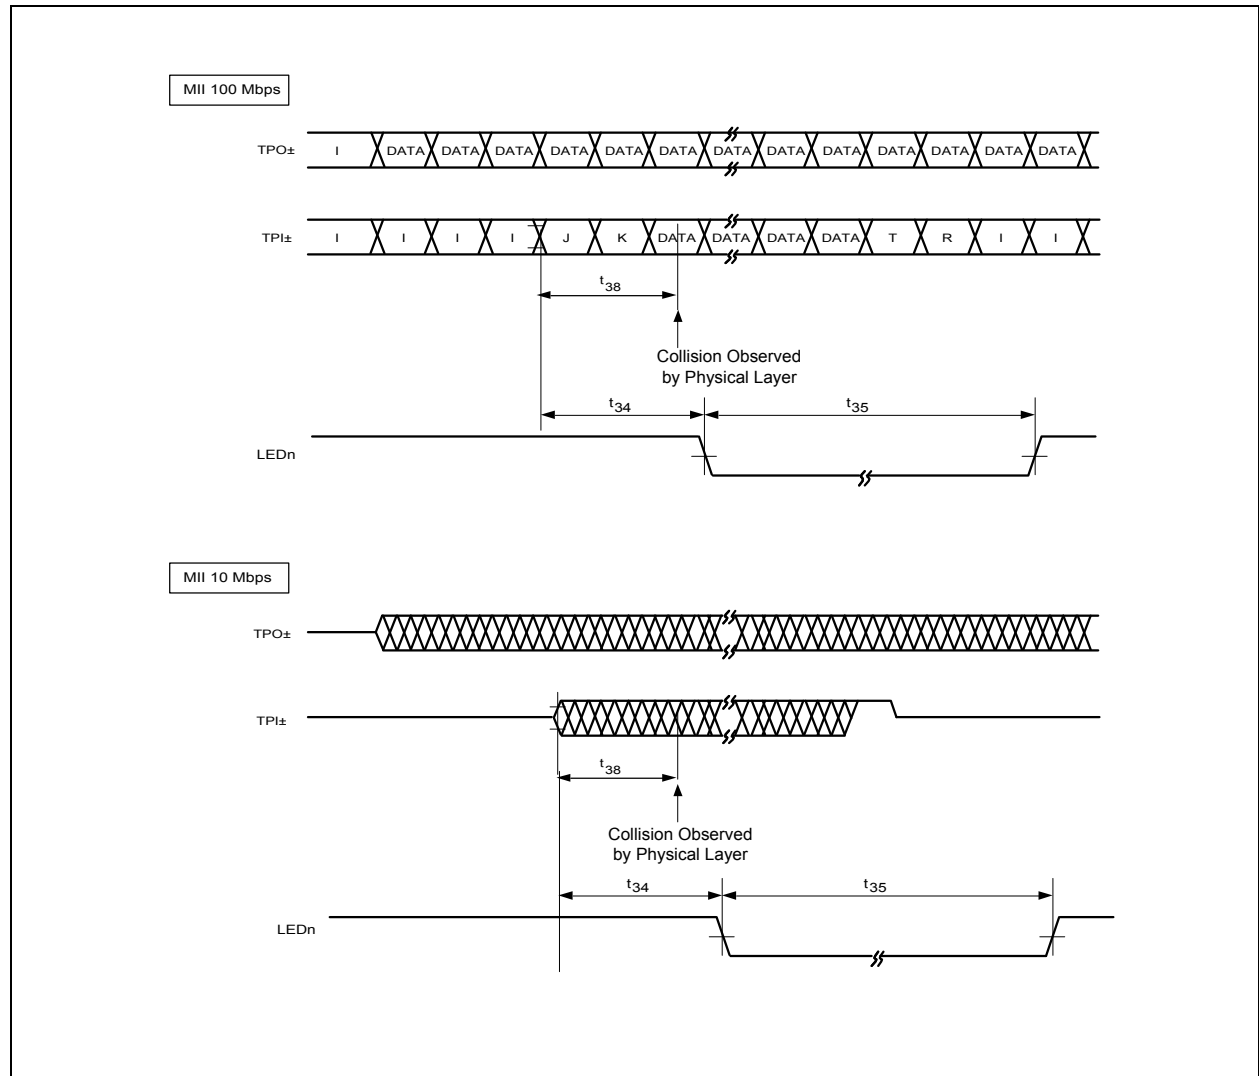 MII 100 Mbps
TPO± I DATA DATA DATA DATA DATA DATA DATA DATA DATA DATA DATA DATA DATA
TPI± I I I I J K DATA DATA DATA DATA T R I I
t38
Collision Observed
by Physical Layer
t34 t35
LEDn
MII 10 Mbps
TPO±
TPI±
t38
Collision Observed
by Physical Layer
t34 t35
LEDn